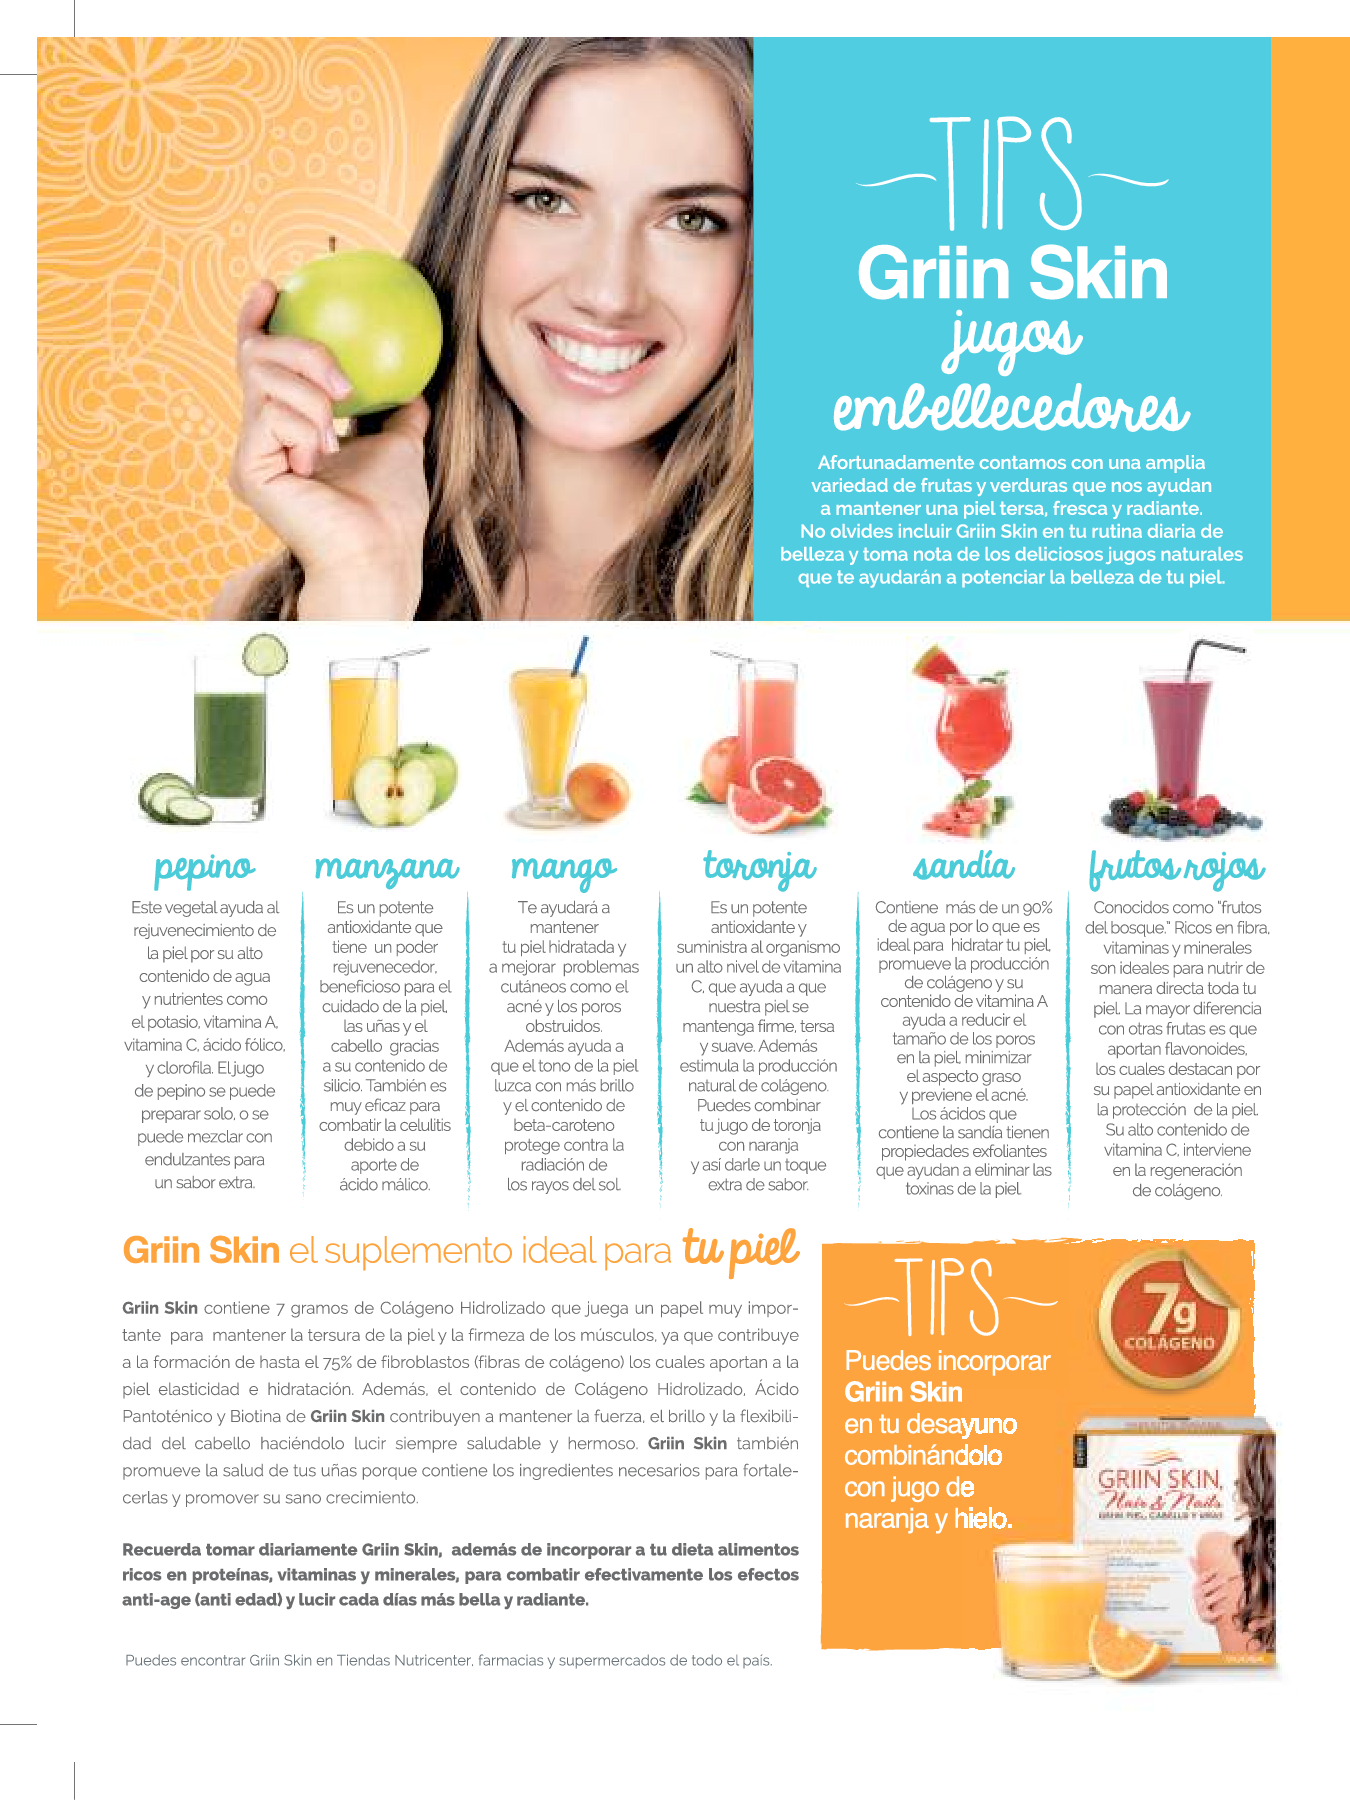 TIPS
Griin Skin
jugos
embellecedores
Afortunadamente contamos con una amplia
variedad de frutas y verduras que nos ayudan
a mantener una piel tersa, fresca y radiante.
No olvides incluir Griin Skin en tu rutina diaria de
belleza y toma nota de los deliciosos jugos naturales
que te ayudarán a potenciar la belleza de tu piel.
pepino
Este vegetal ayuda al
rejuvenecimiento de
la piel por su alto
contenido de agua
y nutrientes como
el potasio, vitamina A,
vitamina C, ácido fólico,
y clorofila. El jugo
de pepino se puede
preparar solo, o se
puede mezclar con
endulzantes para
un sabor extra.
manzana
Es un potente
antioxidante que
tiene un poder
rejuvenecedor,
beneficioso para el
cuidado de la piel,
las uñas y el
cabello gracias
a su contenido de
silicio. También es
muy eficaz para
combatir la celulitis
debido a su
aporte de
ácido málico.
mango
Te ayudará a
mantener
tu piel hidratada y
a mejorar problemas
cutáneos como el
acné y los poros
obstruidos.
Además ayuda a
que el tono de la piel
luzca con más brillo
y el contenido de
beta-caroteno
protege contra la
radiación de
los rayos del sol.
toronja
Es un potente
antioxidante y
suministra al organismo
un alto nivel de vitamina
C, que ayuda a que
nuestra piel se
mantenga firme, tersa
y suave. Además
estimula la producción
natural de colágeno.
Puedes combinar
tu jugo de toronja
con naranja
y así darle un toque
extra de sabor.
sandía
Contiene más de un 90%
de agua por lo que es
ideal para hidratar tu piel,
promueve la producción
de colágeno y su
contenido de vitamina A
ayuda a reducir el
tamaño de los poros
en la piel, minimizar
el aspecto graso
y previene el acné.
Los ácidos que
contiene la sandía tienen
propiedades exfoliantes
que ayudan a eliminar las
toxinas de la piel.
frutos rojos
Conocidos como "frutos
del bosque." Ricos en fibra,
vitaminas y minerales
son ideales para nutrir de
manera directa toda tu
piel. La mayor diferencia
con otras frutas es que
aportan flavonoides,
los cuales destacan por
su papel antioxidante en
la protección de la piel.
Su alto contenido de
vitamina C, interviene
en la regeneración
de colágeno.
Griin Skin el suplemento ideal para tu piel
Griin Skin contiene 7 gramos de Colágeno Hidrolizado que juega un papel muy impor-
tante para mantener la tersura de la piel y la firmeza de los músculos, ya que contribuye
a la formación de hasta el 75% de fibroblastos (fibras de colágeno) los cuales aportan a la
piel elasticidad e hidratación. Además, el contenido de Colágeno Hidrolizado, Ácido
Pantoténico y Biotina de Griin Skin contribuyen a mantener la fuerza, el brillo y la flexibili-
dad del cabello haciéndolo lucir siempre saludable y hermoso. Griin Skin también
promueve la salud de tus uñas porque contiene los ingredientes necesarios para fortale-
cerlas y promover su sano crecimiento.
Recuerda tomar diariamente Griin Skin, además de incorporar a tu dieta alimentos
ricos en proteínas, vitaminas y minerales, para combatir efectivamente los efectos
anti-age (anti edad) y lucir cada días más bella y radiante.
Puedes encontrar Griin Skin en Tiendas Nutricenter, farmacias y supermercados de todo el país.
TIPS
Puedes incorporar
Griin Skin
en tu desayuno
combinándolo
con jugo de
naranja y hielo.
7g
COLÁGENO
GRIIN SKIN,
Hair & Nails
PIEL, CABELLO Y UÑAS